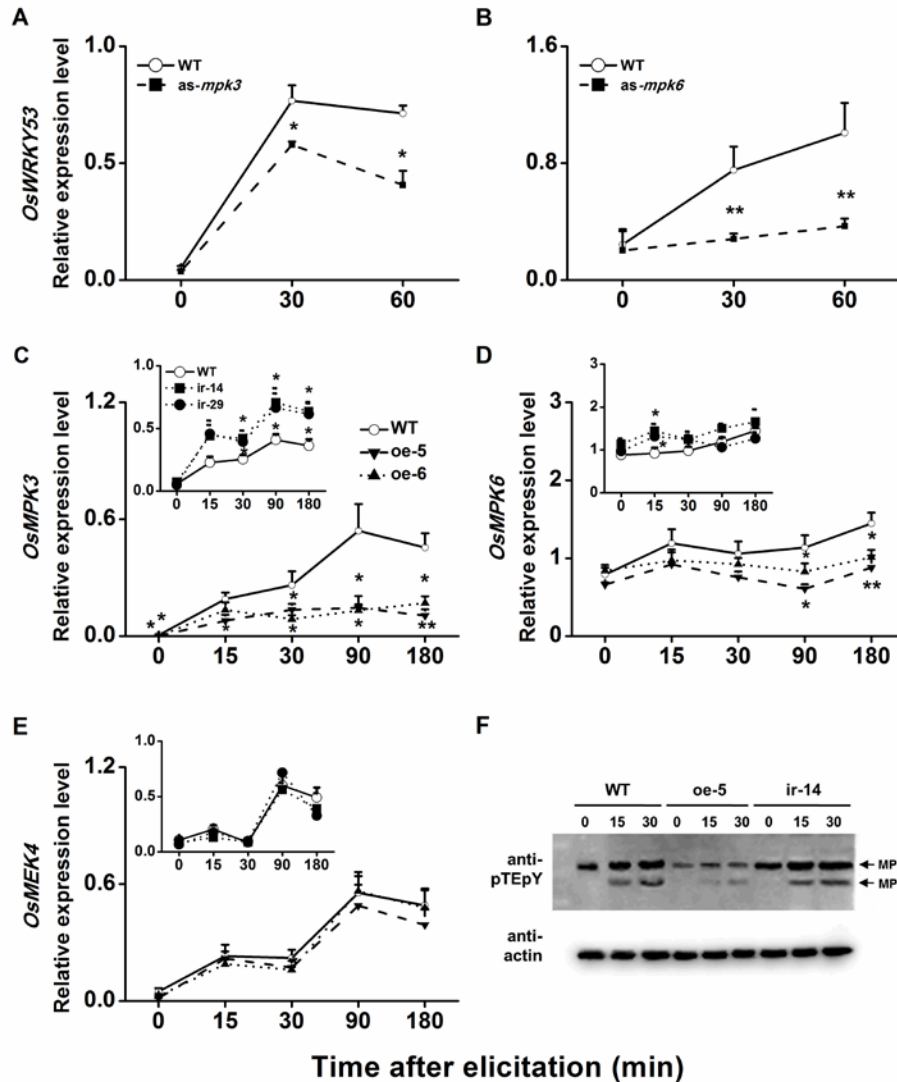 A
B
1.0
0.5
0.0
WT
as-mpk3
*
*
0
30
60
OsWRKY53
Relative expression level
1.6
0.8
0.0
WT
as-mpk6
**
**
0
30
60
C
D
1.2
0.6
0.0
OsMPK3
Relative expression level
1.0
0.5
0.0
WT
ir-14
ir-29
* * *
* * *
0 15 30 90 180
WT
oe-5
oe-6
* * * * *
* * * * **
0 15 30 90 180
3
2
1
0
OsMPK6
Relative expression level
3
2
1
0
*
*
0 15 30 90 180
* *
* **
0 15 30 90 180
E
F
1.2
0.6
0.0
OsMEK4
Relative expression level
1.0
0.5
0.0
0 15 30 90 180
0 15 30 90 180
WT oe-5 ir-14
0 15 30 0 15 30 0 15 30
anti-
pTEpY
MP
MP
anti-
actin
Time after elicitation (min)